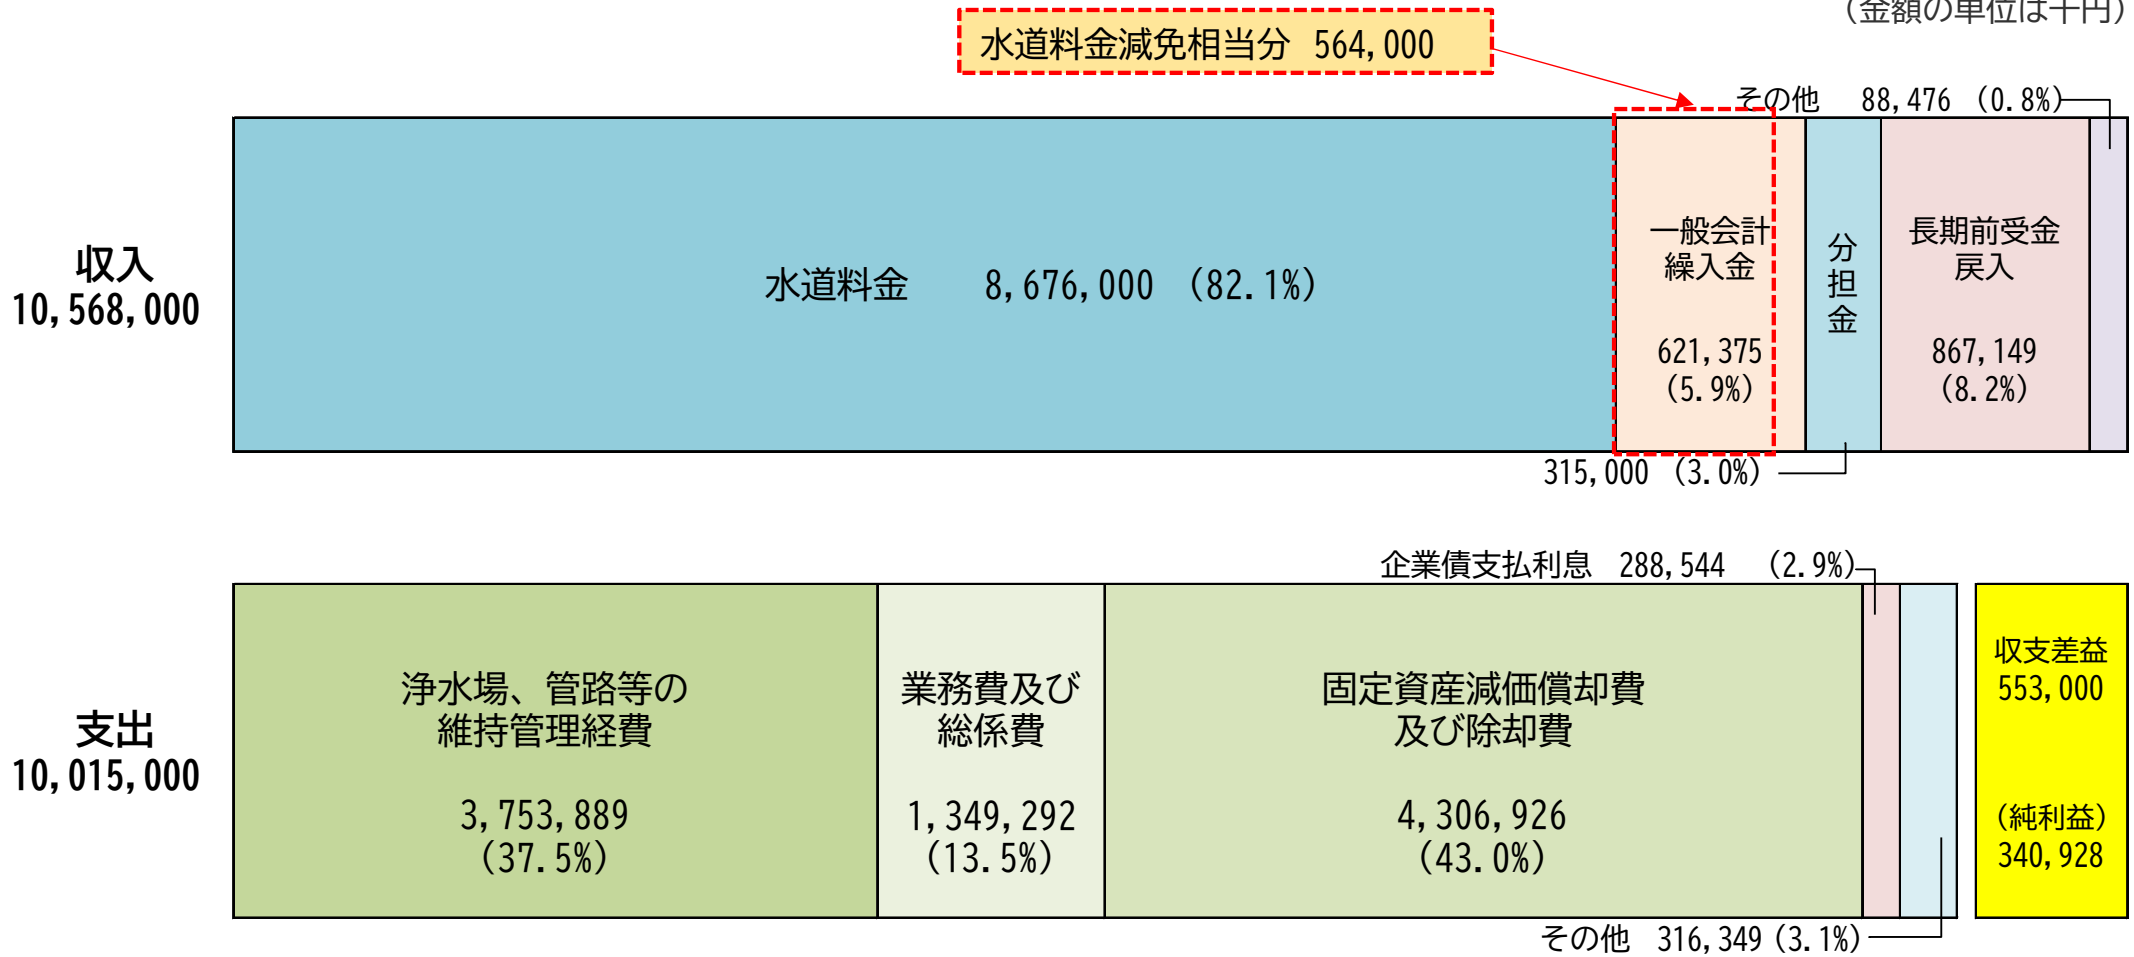 (金額の単位は千円)
水道料金減免相当分 564,000
その他 88,476 (0.8%)
収入
10,568,000
水道料金 8,676,000 (82.1%)
一般会計
繰入金
621,375
(5.9%)
分担金
長期前受金
戻入
867,149
(8.2%)
315,000 (3.0%)
企業債支払利息 288,544 (2.9%)
支出
10,015,000
浄水場、管路等の
維持管理経費
3,753,889
(37.5%)
業務費及び
総係費
1,349,292
(13.5%)
固定資産減価償却費
及び除却費
4,306,926
(43.0%)
収支差益
553,000
(純利益)
340,928
その他 316,349 (3.1%)